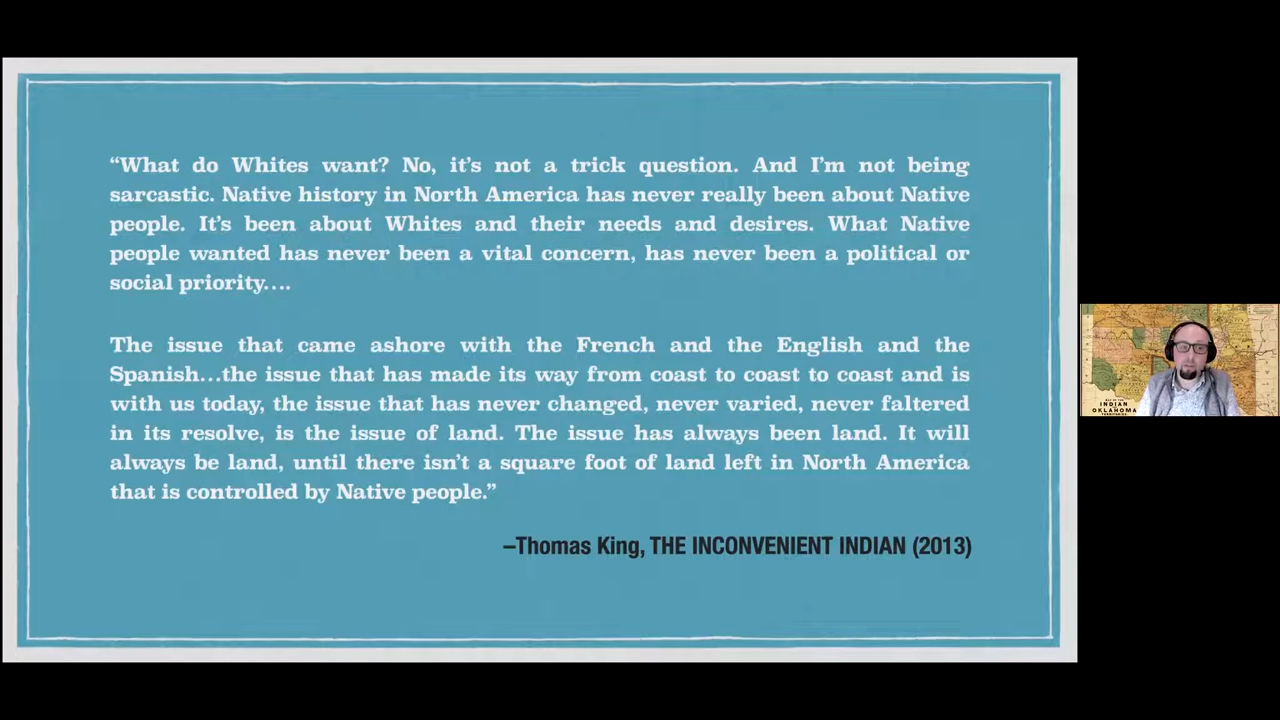 “What do Whites want? No, it’s not a trick question. And I’m not being
sarcastic. Native history in North America has never really been about Native
people. It’s been about Whites and their needs and desires. What Native
people wanted has never been a vital concern, has never been a political or
social priority….
The issue that came ashore with the French and the English and the
Spanish…the issue that has made its way from coast to coast to coast and is
with us today, the issue that has never changed, never varied, never faltered
in its resolve, is the issue of land. The issue has always been land. It will
always be land, until there isn’t a square foot of land left in North America
that is controlled by Native people.”
–Thomas King, THE INCONVENIENT INDIAN (2013)
INDIAN
OKLAHOMA